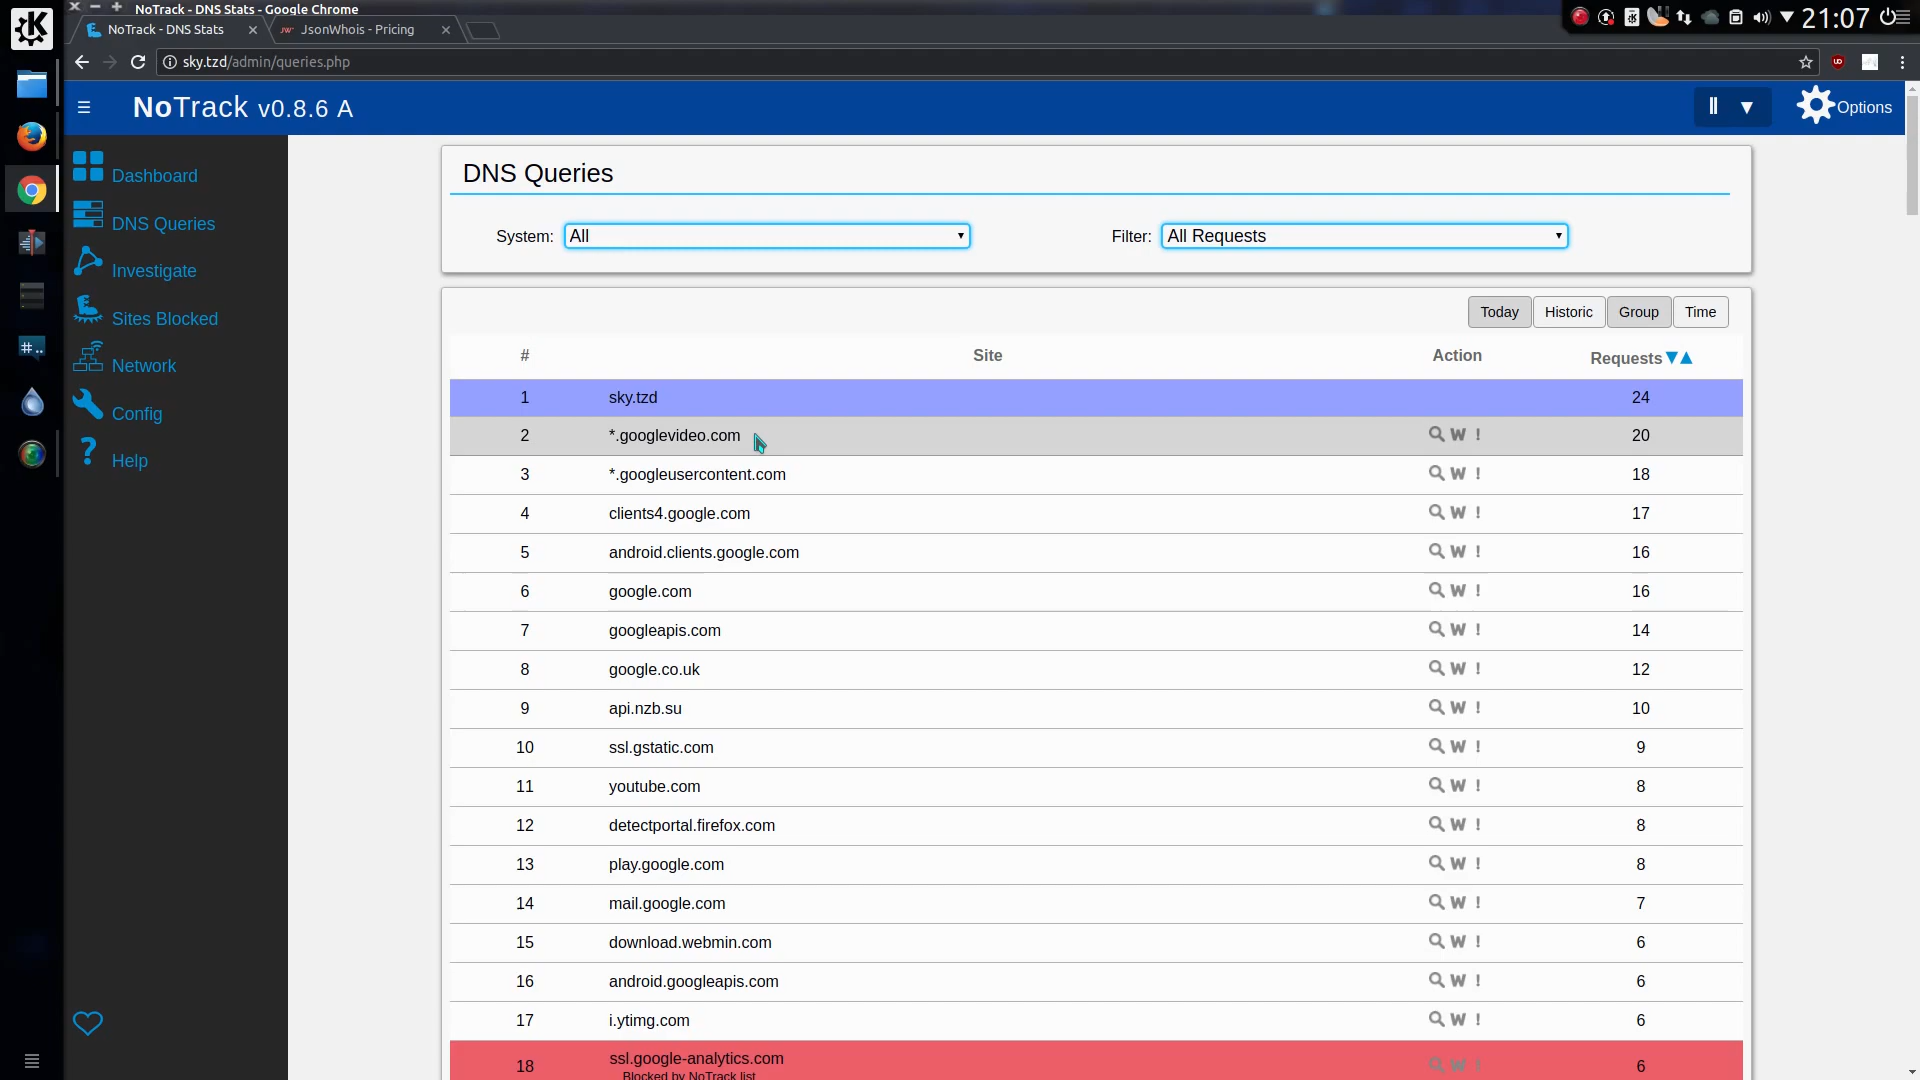 NoTrack - DNS Stats - Google Chrome
21:07
NoTrack - DNS Stats
JW
JsonWhois - Pricing
sky.tzd/admin/queries.php
NoTrack v0.8.6 A
Options
Dashboard
DNS Queries
Investigate
Sites Blocked
Network
Config
Help
DNS Queries
System: All
Filter: All Requests
Today Historic Group Time
# Site Action Requests▼▲
1 sky.tzd 24
2 *.googlevideo.com W ! 20
3 *.googleusercontent.com W ! 18
4 clients4.google.com W ! 17
5 android.clients.google.com W ! 16
6 google.com W ! 16
7 googleapis.com W ! 14
8 google.co.uk W ! 12
9 api.nzb.su W ! 10
10 ssl.gstatic.com W ! 9
11 youtube.com W ! 8
12 detectportal.firefox.com W ! 8
13 play.google.com W ! 8
14 mail.google.com W ! 7
15 download.webmin.com W ! 6
16 android.googleapis.com W ! 6
17 i.ytimg.com W ! 6
18 ssl.google-analytics.com W ! 6
Blocked by NoTrack list